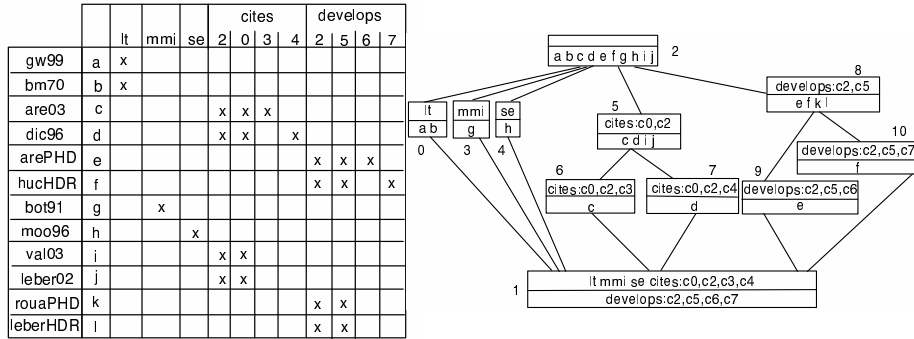 cites develops
lt mmi se 2 0 3 4 2 5 6 7
gw99 a x
bm70 b x
are03 c x x x
dic96 d x x x
arePHD e x x x
hucHDR f x x x
bot91 g x
moo96 h x
val03 i x x
leber02 j x x
rouaPHD k x x
leberHDR l x x
a b c d e f g h i j 2
8
develops:c2,c5
e f k l
lt
a b
0
mmi
g
3
se
h
4
5
cites:c0,c2
c d i j
10
develops:c2,c5,c7
f
6
cites:c0,c2,c3
c
7
cites:c0,c2,c4
d
9
develops:c2,c5,c6
e
1
lt mmi se cites:c0,c2,c3,c4
develops:c2,c5,c6,c7